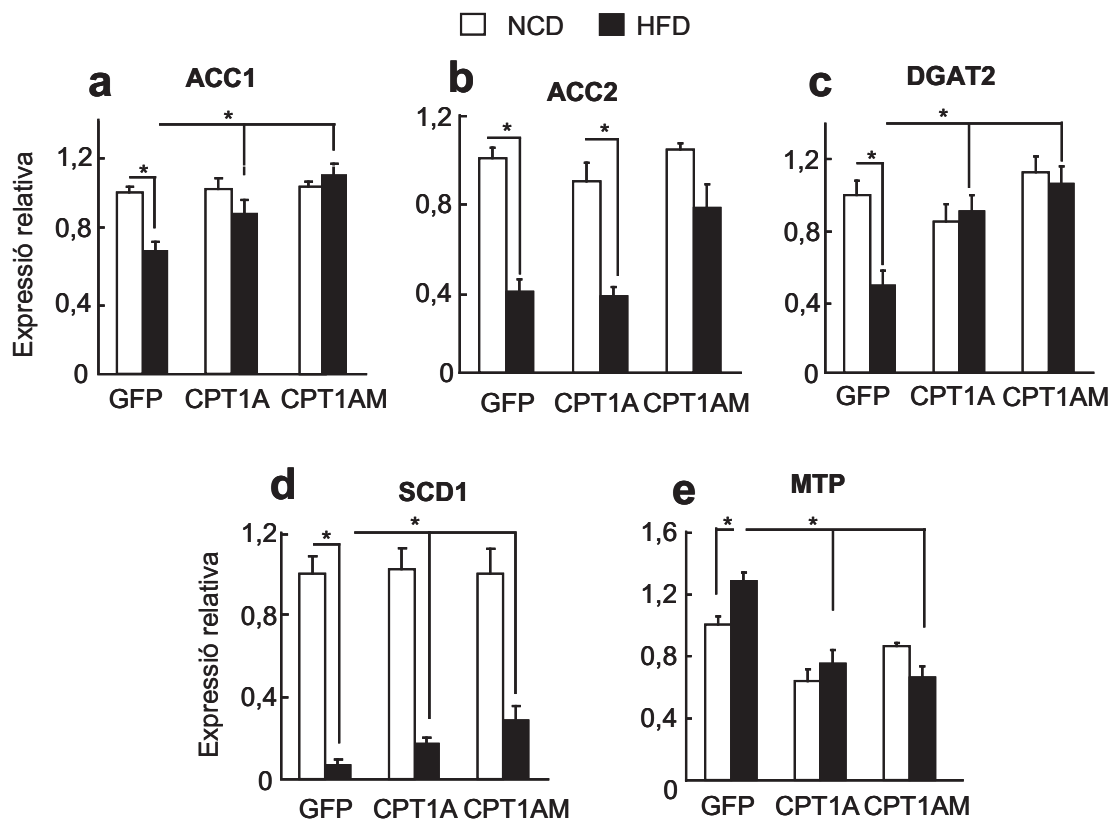 NCD HFD
a ACC1
*
*
1,2
0,8
0,4
0
Expressió relativa
GFP CPT1A CPT1AM
b ACC2
* *
1,2
0,8
0,4
0
GFP CPT1A CPT1AM
c DGAT2
*
*
1,2
0,8
0,4
0
GFP CPT1A CPT1AM
d SCD1
* *
1,2
0,8
0,4
0
Expressió relativa
GFP CPT1A CPT1AM
e MTP
* *
1,6
1,2
0,8
0,4
0
GFP CPT1A CPT1AM